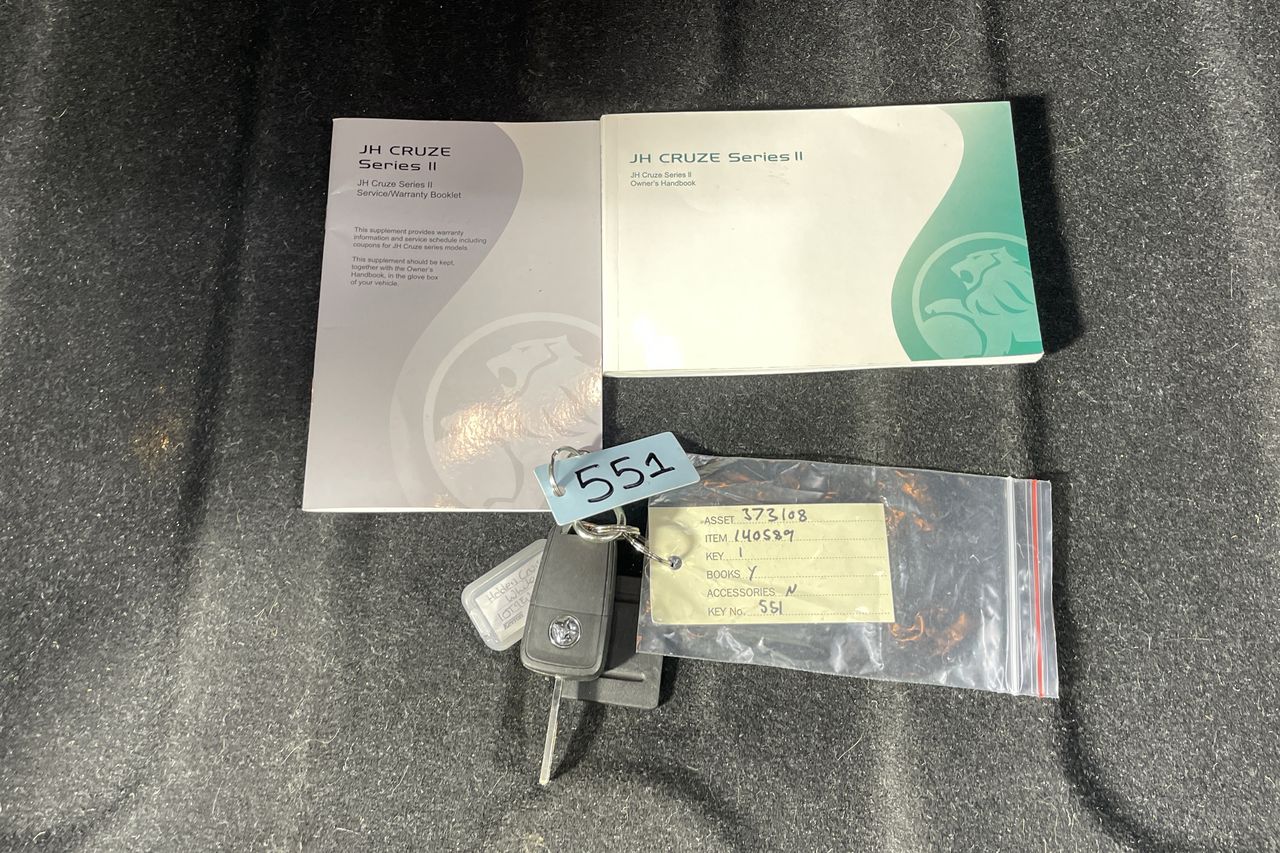 JH CRUZE
Series II
JH Cruze Series II
Service/Warranty Booklet
This supplement provides warranty
information and service schedule including
coupons for JH Cruze series models
This supplement should be kept,
together with the Owner's
Handbook, in the glove box
of your vehicle.
JH CRUZE Series II
JH Cruze Series II
Owner's Handbook
551
ASSET 373108
ITEM 140589
KEY 1
BOOKS Y
ACCESSORIES N
KEY No. 551
Holden
White